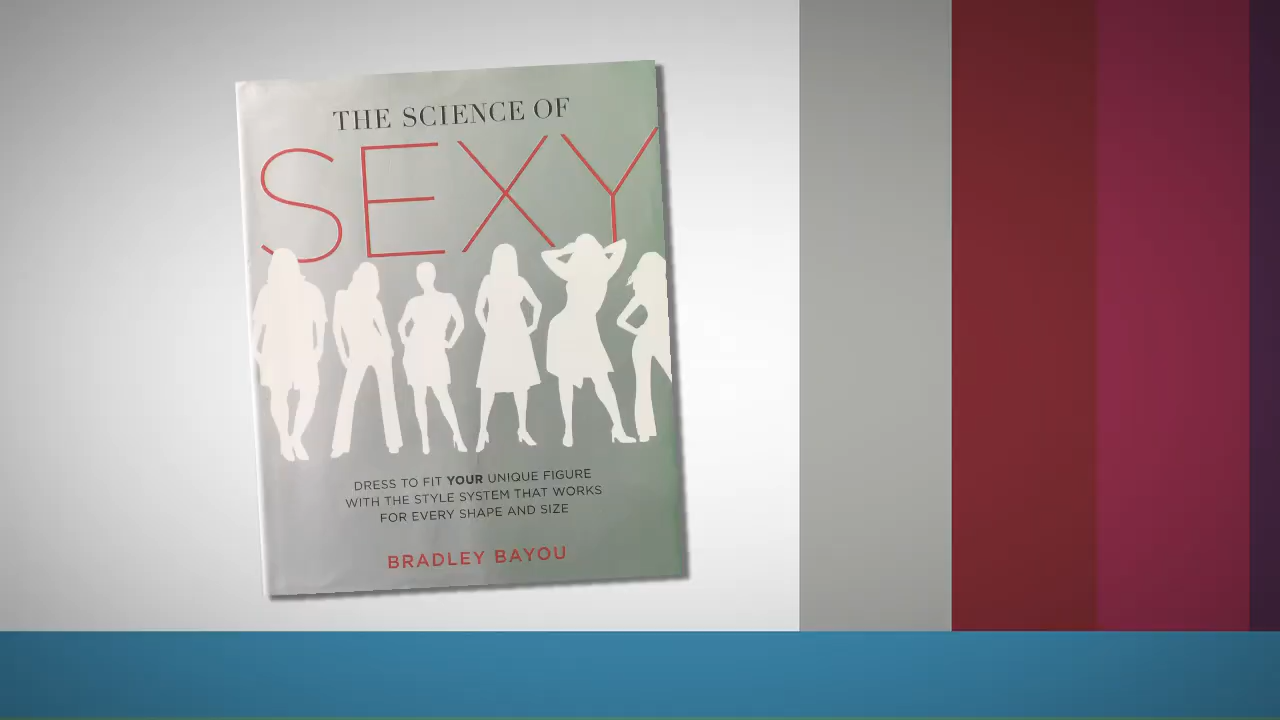 THE SCIENCE OF
SEXY
DRESS TO FIT YOUR UNIQUE FIGURE
WITH THE STYLE SYSTEM THAT WORKS
FOR EVERY SHAPE AND SIZE
BRADLEY BAYOU